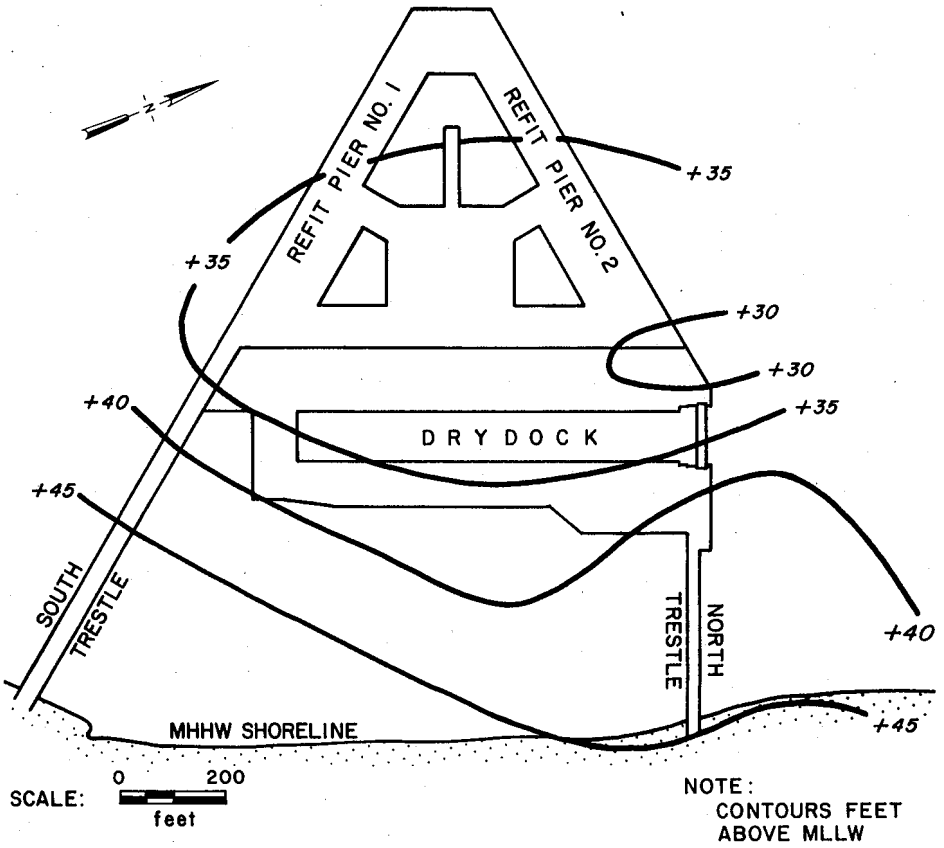 REFIT PIER NO. 1
REFIT PIER NO. 2
N
+35
+35
+30
+30
+40
+35
DRYDOCK
+45
SOUTH
TRESTLE
TRESTLE
NORTH
+40
MHHW SHORELINE
+45
SCALE:
0 200
feet
NOTE:
CONTOURS FEET
ABOVE MLLW